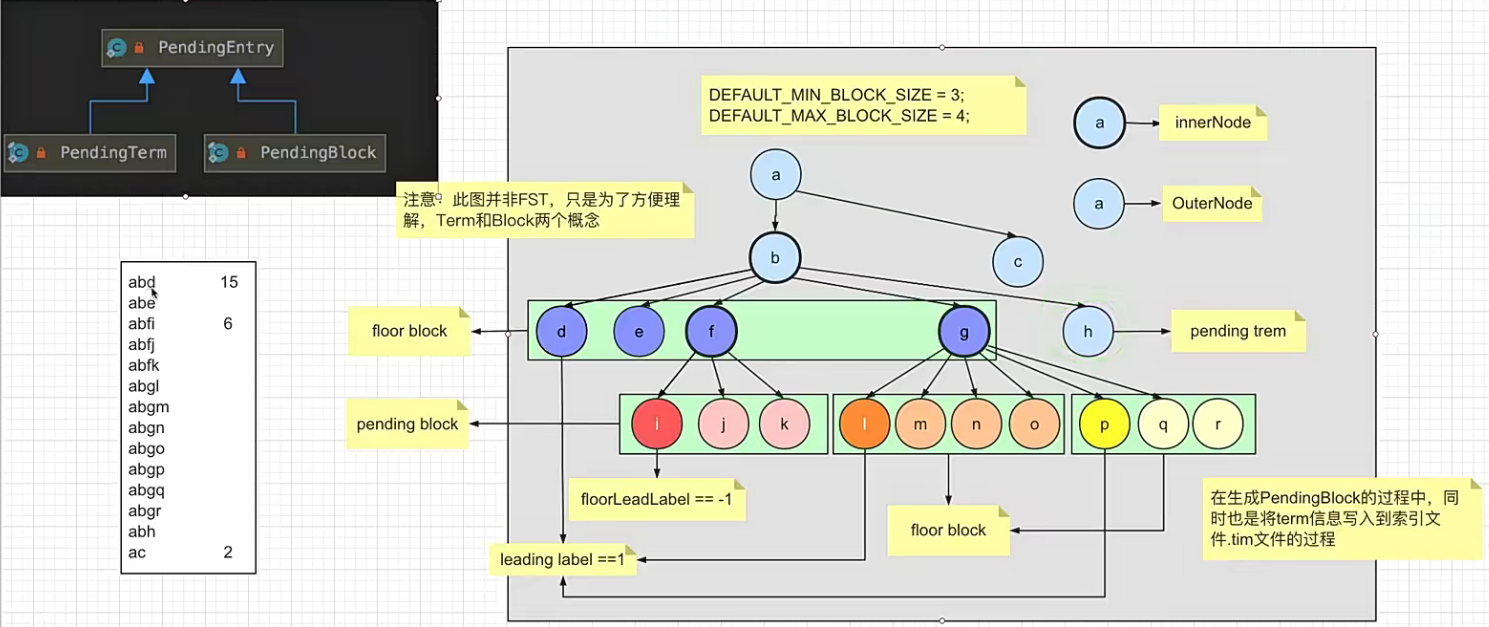 PendingEntry
PendingTerm
PendingBlock
DEFAULT_MIN_BLOCK_SIZE = 3;
DEFAULT_MAX_BLOCK_SIZE = 4;
a
innerNode
a
OuterNode
注意：此图并非FST，只是为了方便理
解，Term和Block两个概念
a
b
c
abd 15
abe
abfi 6
abfj
abfk
abgl
abgm
abgn
abgo
abgp
abgq
abgr
abh
ac 2
floor block
d
e
f
g
h
pending trem
pending block
i
j
k
l
m
n
o
p
q
r
floorLeadLabel == -1
floor block
leading label ==1
在生成PendingBlock的过程中，同
时也是将term信息写入到索引文
件.tim文件的过程